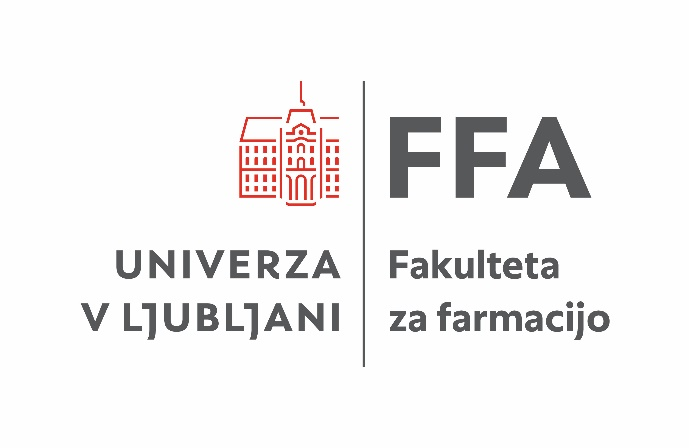 UNIVERZA
V LJUBLJANI
FFA
Fakulteta
za farmacijo